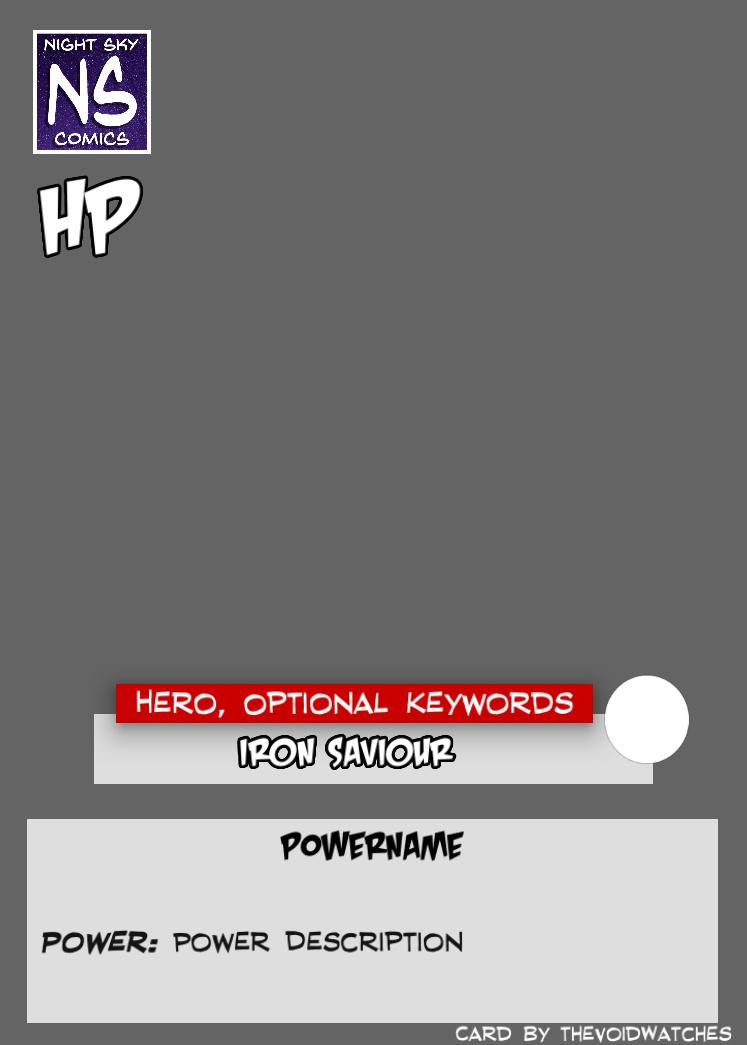 NIGHT SKY
NS
COMICS
HP
HERO, OPTIONAL KEYWORDS
IRON SAVIOUR
POWERNAME
POWER: POWER DESCRIPTION
CARD BY THEVOIDWATCHES